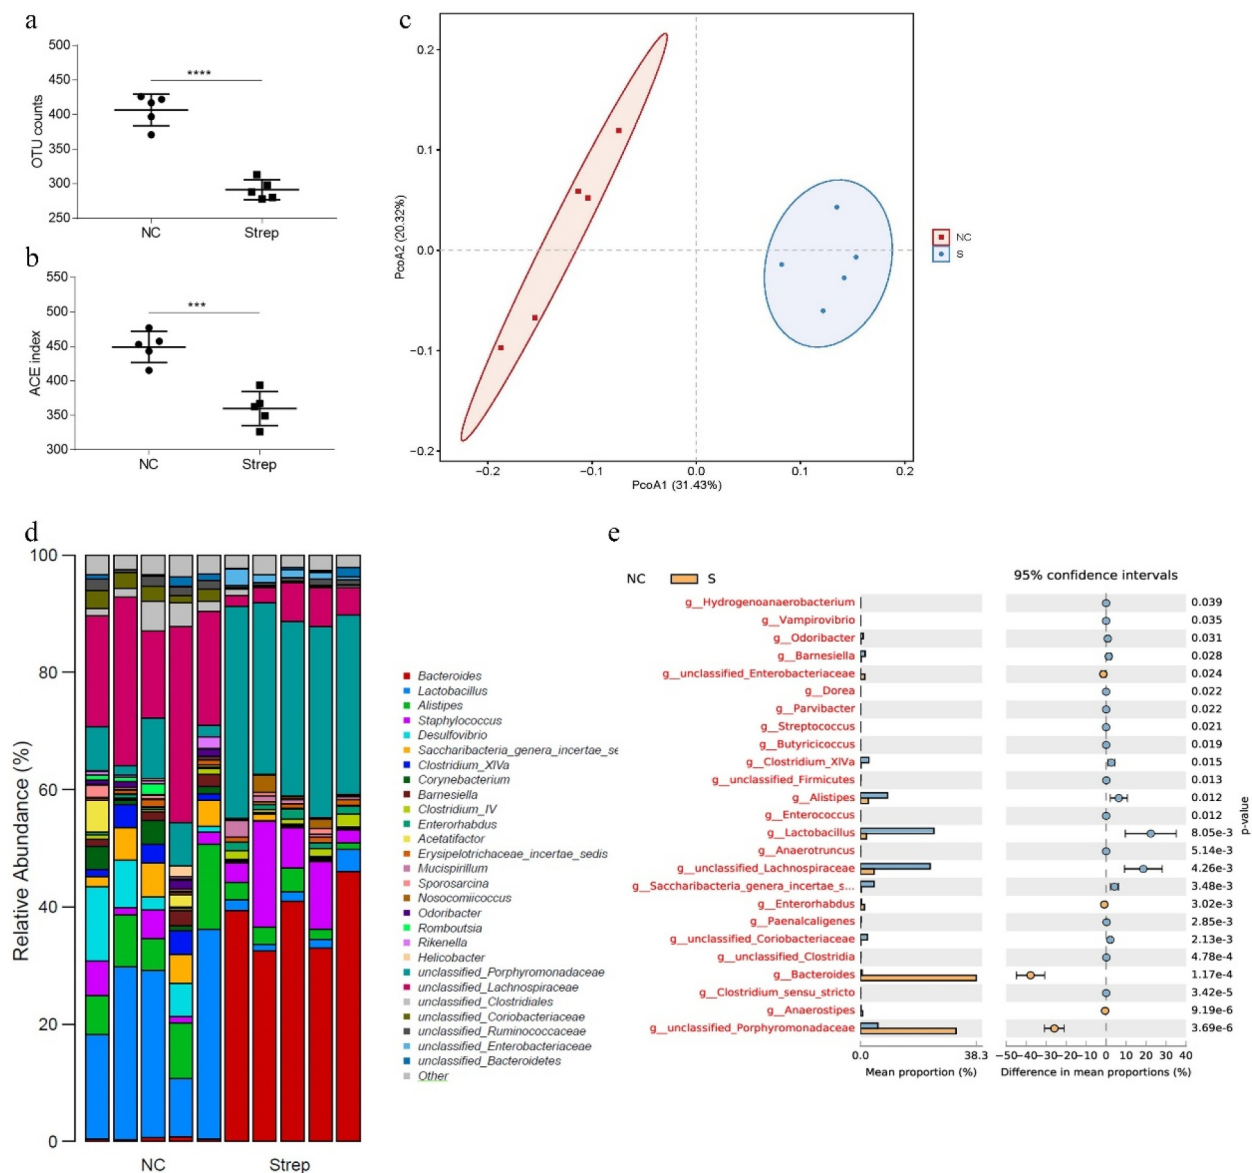 a
500
450
400
350
300
250
OTU counts
****
NC
Strep
b
550
500
450
400
350
300
ACE index
***
NC
Strep
c
0.2
0.1
0.0
−0.1
−0.2
PcoA2 (20.32%)
−0.2
−0.1
0.0
0.1
0.2
PcoA1 (31.43%)
NC
S
d
100
80
60
40
20
0
Relative Abundance (%)
NC
Strep
Bacteroides
Lactobacillus
Alistipes
Staphylococcus
Desulfovibrio
Saccharibacteria_genera_incertae_se
Clostridium_XIVa
Corynebacterium
Barnesiella
Clostridium_IV
Enterorhabdus
Acetatifactor
Erysipelotrichaceae_incertae_sedis
Mucispirillum
Sporosarcina
Nosocomiicoccus
Odoribacter
Romboutsia
Rikenella
Helicobacter
unclassified_Porphyromonadaceae
unclassified_Lachnospiraceae
unclassified_Clostridiales
unclassified_Coriobacteriaceae
unclassified_Ruminococcaceae
unclassified_Enterobacteriaceae
unclassified_Bacteroidetes
Other
e
NC
S
95% confidence intervals
g__Hydrogenoanaerobacterium 0.039
g__Vampirovibrio 0.035
g__Odoribacter 0.031
g__Barnesiella 0.028
g__unclassified_Enterobacteriaceae 0.024
g__Dorea 0.022
g__Parvibacter 0.022
g__Streptococcus 0.021
g__Butyricicoccus 0.019
g__Clostridium_XIVa 0.015
g__unclassified_Firmicutes 0.013
g__Alistipes 0.012
g__Enterococcus 0.012
g__Lactobacillus 8.05e-3
g__Anaerotruncus 5.14e-3
g__unclassified_Lachnospiraceae 4.26e-3
g__Saccharibacteria_genera_incertae_s... 3.48e-3
g__Enterorhabdus 3.02e-3
g__Paenalcaligenes 2.85e-3
g__unclassified_Coriobacteriaceae 2.13e-3
g__unclassified_Clostridia 4.78e-4
g__Bacteroides 1.17e-4
g__Clostridium_sensu_stricto 3.42e-5
g__Anaerostipes 9.19e-6
g__unclassified_Porphyromonadaceae 3.69e-6
p-value
0.0 38.3
Mean proportion (%)
−50−40−30−20−10 0 10 20 30 40
Difference in mean proportions (%)